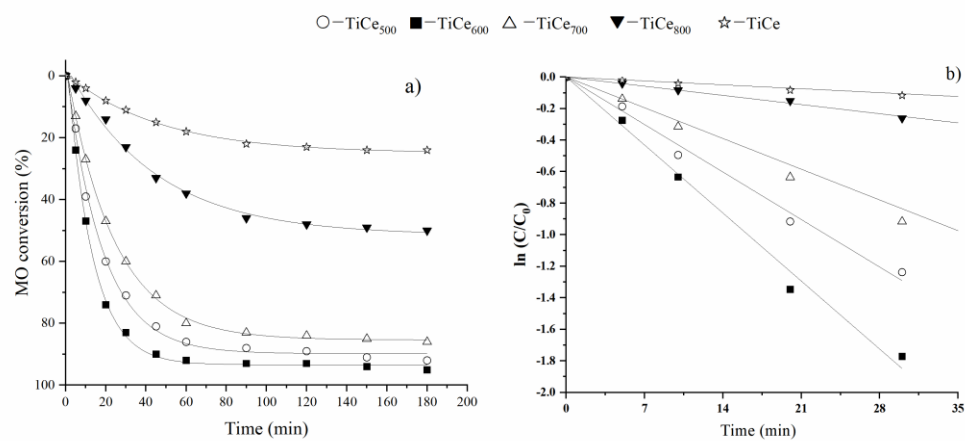 —TiCe500 —TiCe600 —TiCe700 —TiCe800 —TiCe
a)
0
20
40
60
80
100
MO conversion (%)
0 20 40 60 80 100 120 140 160 180 200
Time (min)
b)
0.0
-0.2
-0.4
-0.6
-0.8
-1.0
-1.2
-1.4
-1.6
-1.8
-2.0
ln (C/C0)
0 7 14 21 28 35
Time (min)